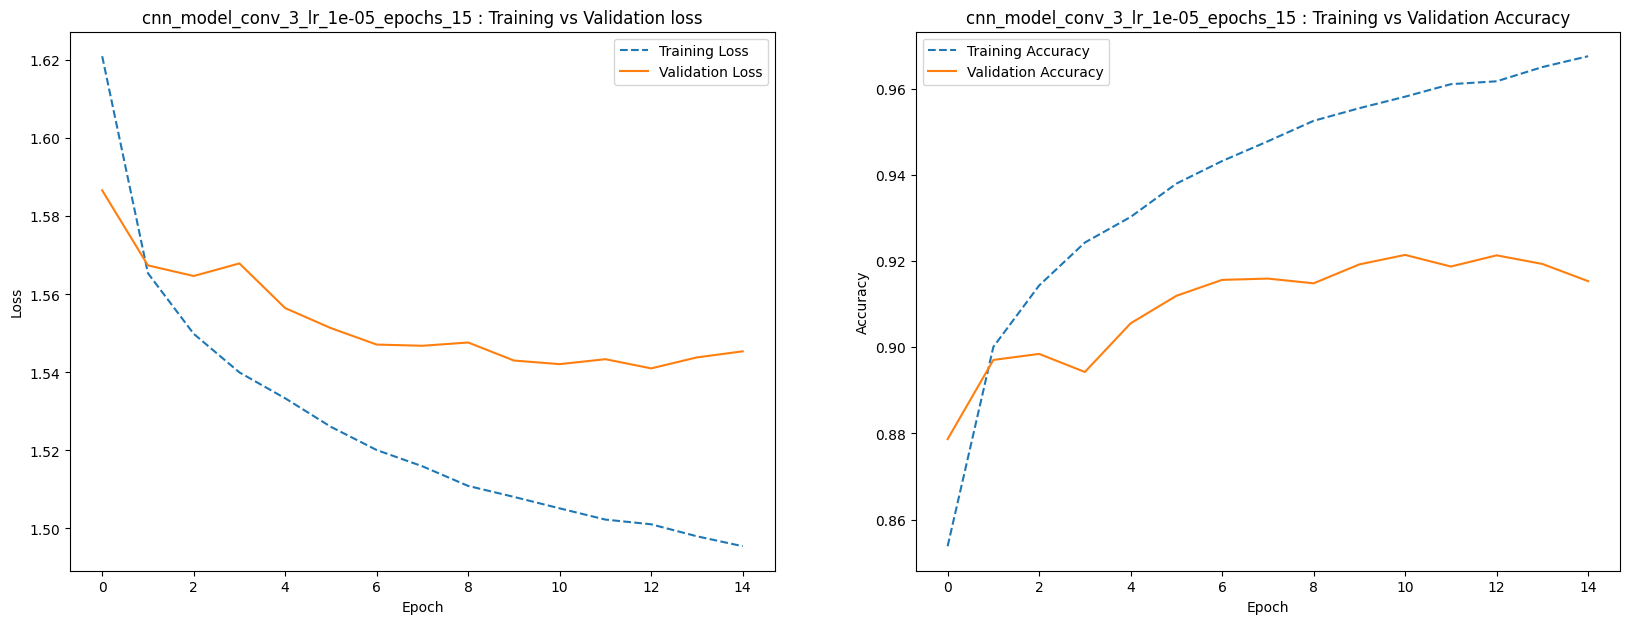 cnn_model_conv_3_lr_1e-05_epochs_15 : Training vs Validation loss
Training Loss
Validation Loss
1.62
1.60
1.58
1.56
1.54
1.52
1.50
Loss
0 2 4 6 8 10 12 14
Epoch
cnn_model_conv_3_lr_1e-05_epochs_15 : Training vs Validation Accuracy
Training Accuracy
Validation Accuracy
0.96
0.94
0.92
0.90
0.88
0.86
Accuracy
0 2 4 6 8 10 12 14
Epoch